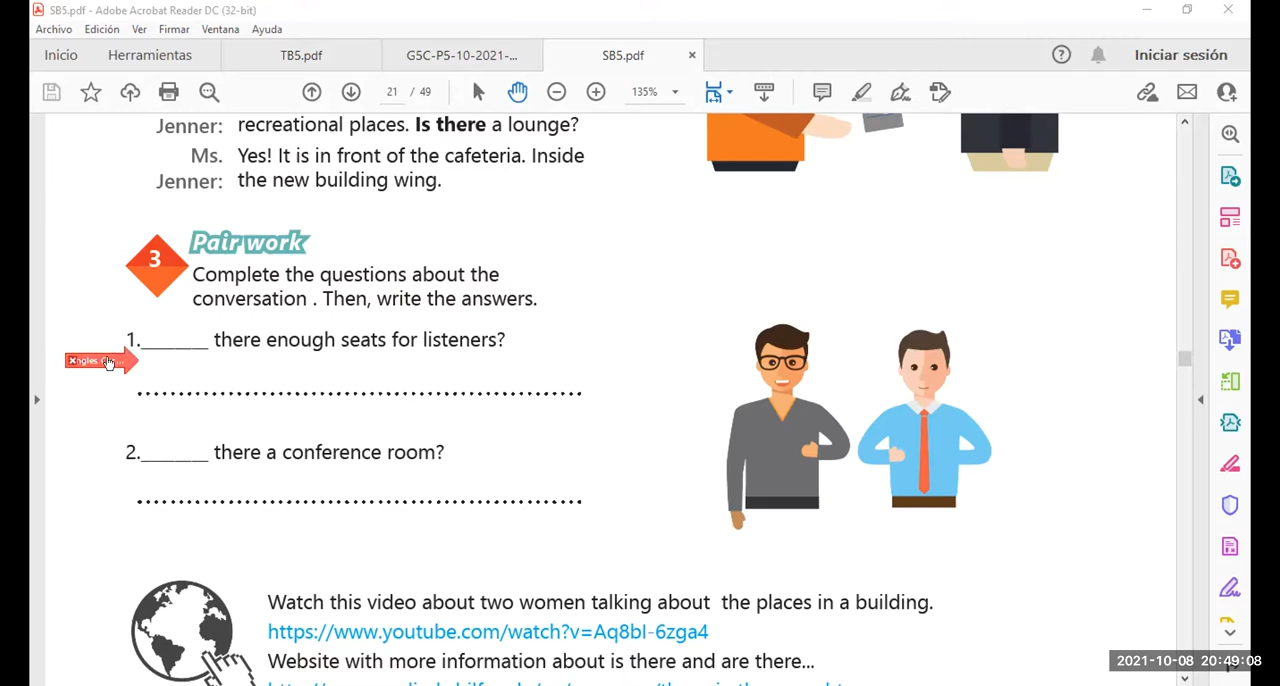 SB5.pdf - Adobe Acrobat Reader DC (32-bit)
Archivo Edición Ver Firmar Ventana Ayuda
Inicio Herramientas TB5.pdf G5C-P5-10-2021-... SB5.pdf × Iniciar sesión
21 / 49 135%
Jenner: recreational places. Is there a lounge?
Ms. Yes! It is in front of the cafeteria. Inside
Jenner: the new building wing.
3 Pair work
Complete the questions about the
conversation . Then, write the answers.
1.______ there enough seats for listeners?
2.______ there a conference room?
Watch this video about two women talking about the places in a building.
https://www.youtube.com/watch?v=Aq8bI-6zga4
Website with more information about is there and are there...
2021-10-08 20:49:08